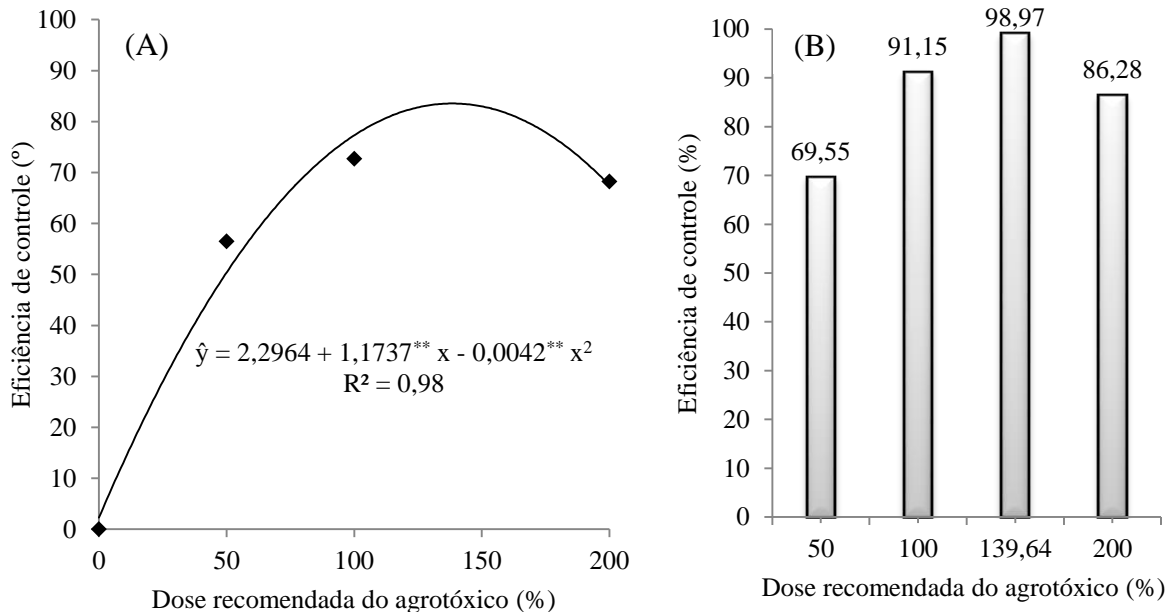 (A)
Eficiência de controle (º)
100
90
80
70
60
50
40
30
20
10
0
ŷ = 2,2964 + 1,1737** x - 0,0042** x²
R² = 0,98
0 50 100 150 200
Dose recomendada do agrotóxico (%)
(B)
Eficiência de controle (%)
100
90
80
70
60
50
40
30
20
10
0
69,55
91,15
98,97
86,28
50 100 139,64 200
Dose recomendada do agrotóxico (%)